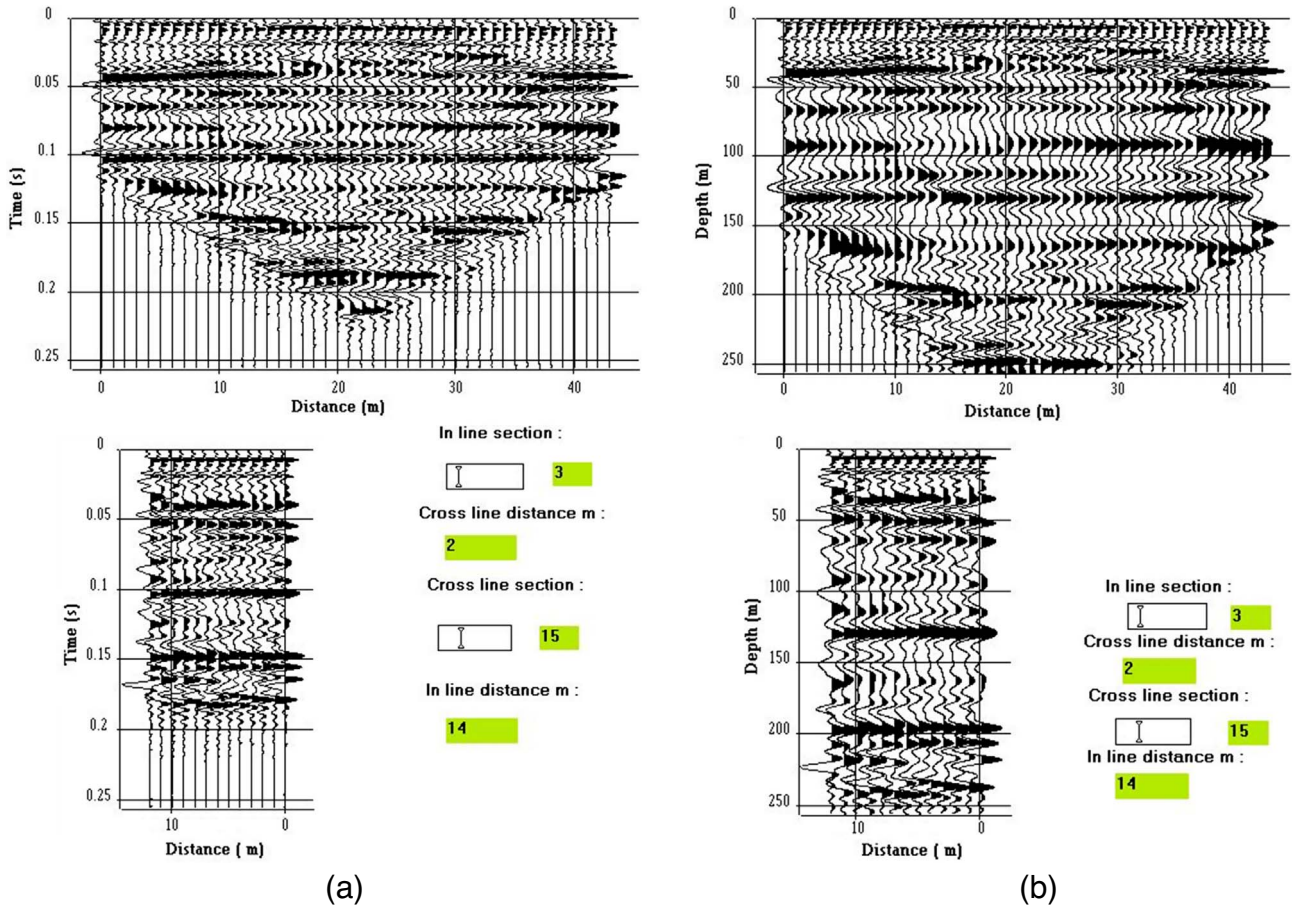 0
0.05
0.1
0.15
0.2
0.25
Time (s)
0 10 20 30 40
Distance (m)
0
50
100
150
200
250
Depth (m)
0 10 20 30 40
Distance (m)
0
0.05
0.1
0.15
0.2
0.25
Time (s)
10 0
Distance ( m)
In line section :
3
Cross line distance m :
2
Cross line section :
15
In line distance m :
14
0
50
100
150
200
250
Depth (m)
10 0
Distance ( m)
In line section :
3
Cross line distance m :
2
Cross line section :
15
In line distance m :
14
(a) (b)